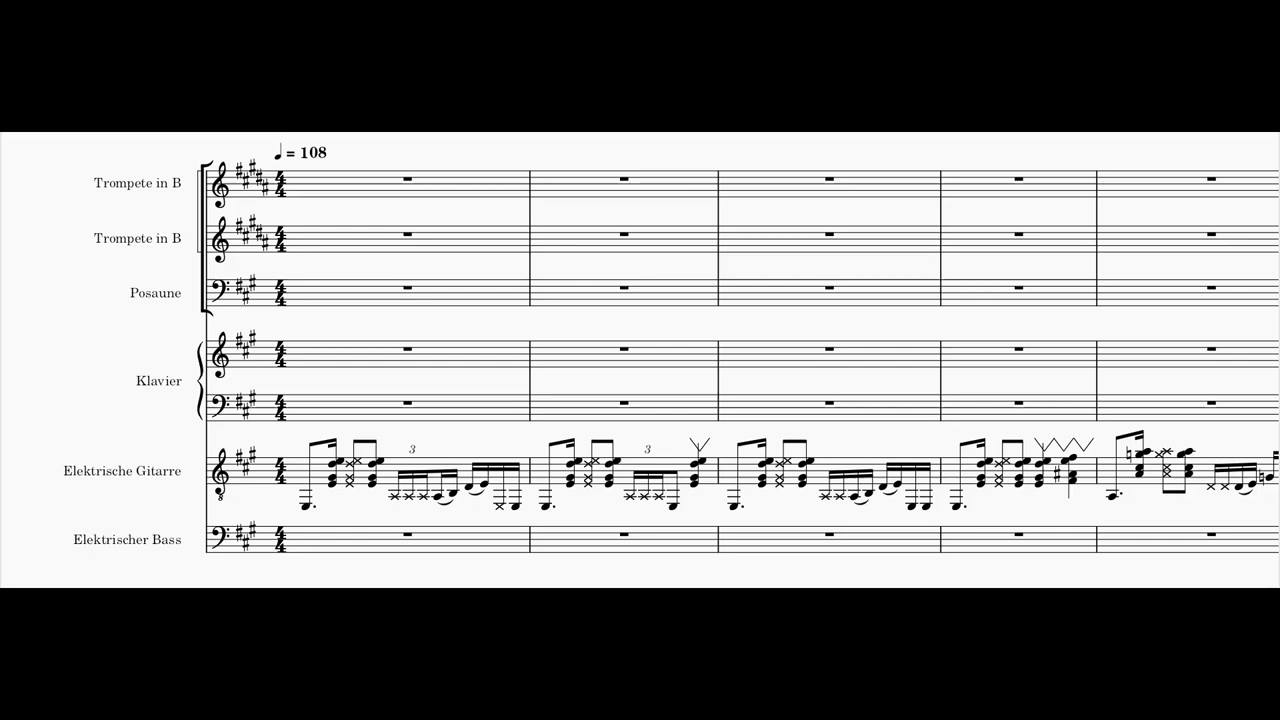 ♩ = 108
Trompete in B
Trompete in B
Posaune
Klavier
3
3
Elektrische Gitarre
Elektrischer Bass